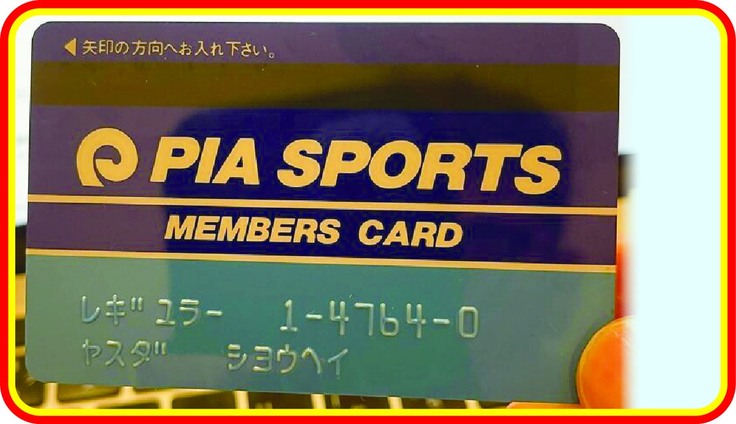 ◀ 矢印の方向へお入れ下さい。
PIA SPORTS
MEMBERS CARD
レギュラー 1-4764-0
ヤスダ シヨウヘイ